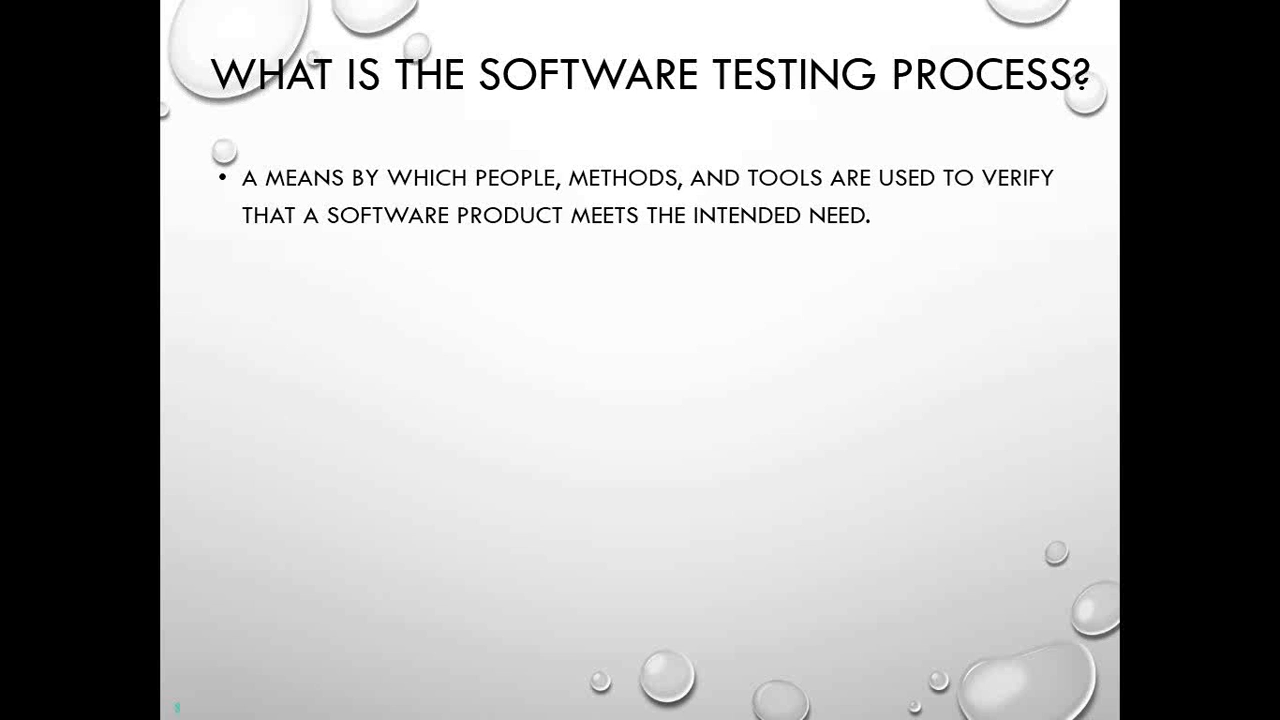 WHAT IS THE SOFTWARE TESTING PROCESS?
• A MEANS BY WHICH PEOPLE, METHODS, AND TOOLS ARE USED TO VERIFY
THAT A SOFTWARE PRODUCT MEETS THE INTENDED NEED.